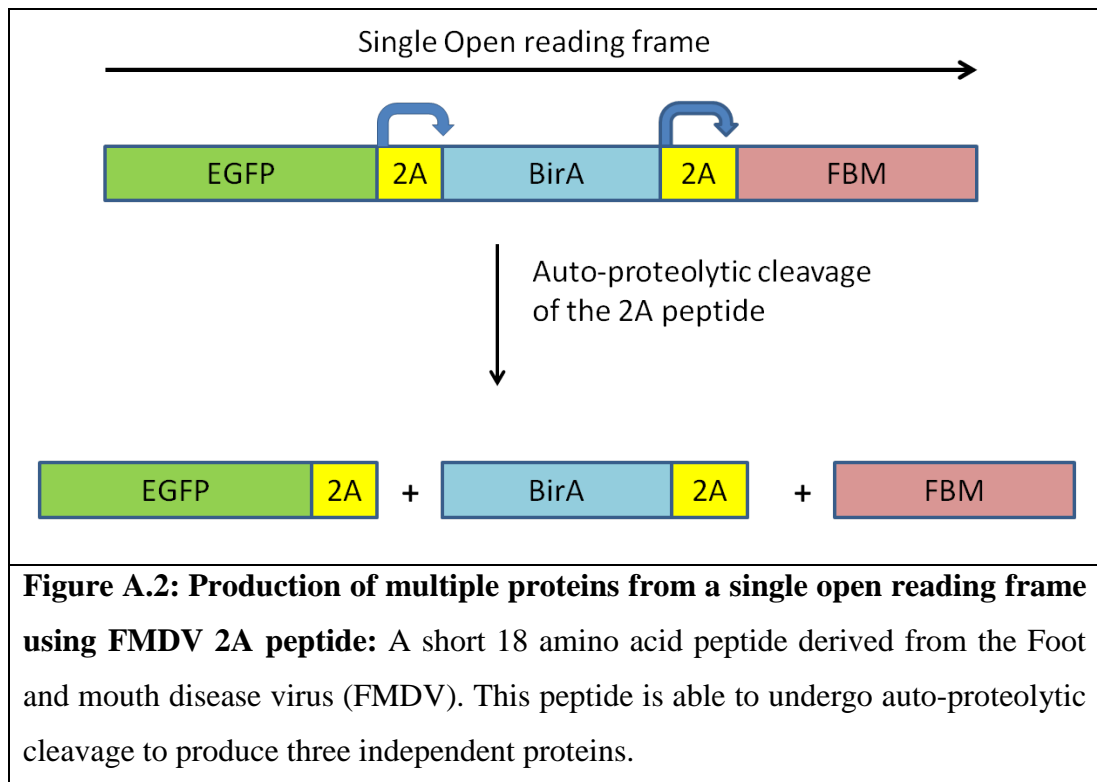 Single Open reading frame
EGFP 2A BirA 2A FBM
Auto-proteolytic cleavage
of the 2A peptide
EGFP 2A + BirA 2A + FBM
Figure A.2: Production of multiple proteins from a single open reading frame
using FMDV 2A peptide: A short 18 amino acid peptide derived from the Foot
and mouth disease virus (FMDV). This peptide is able to undergo auto-proteolytic
cleavage to produce three independent proteins.